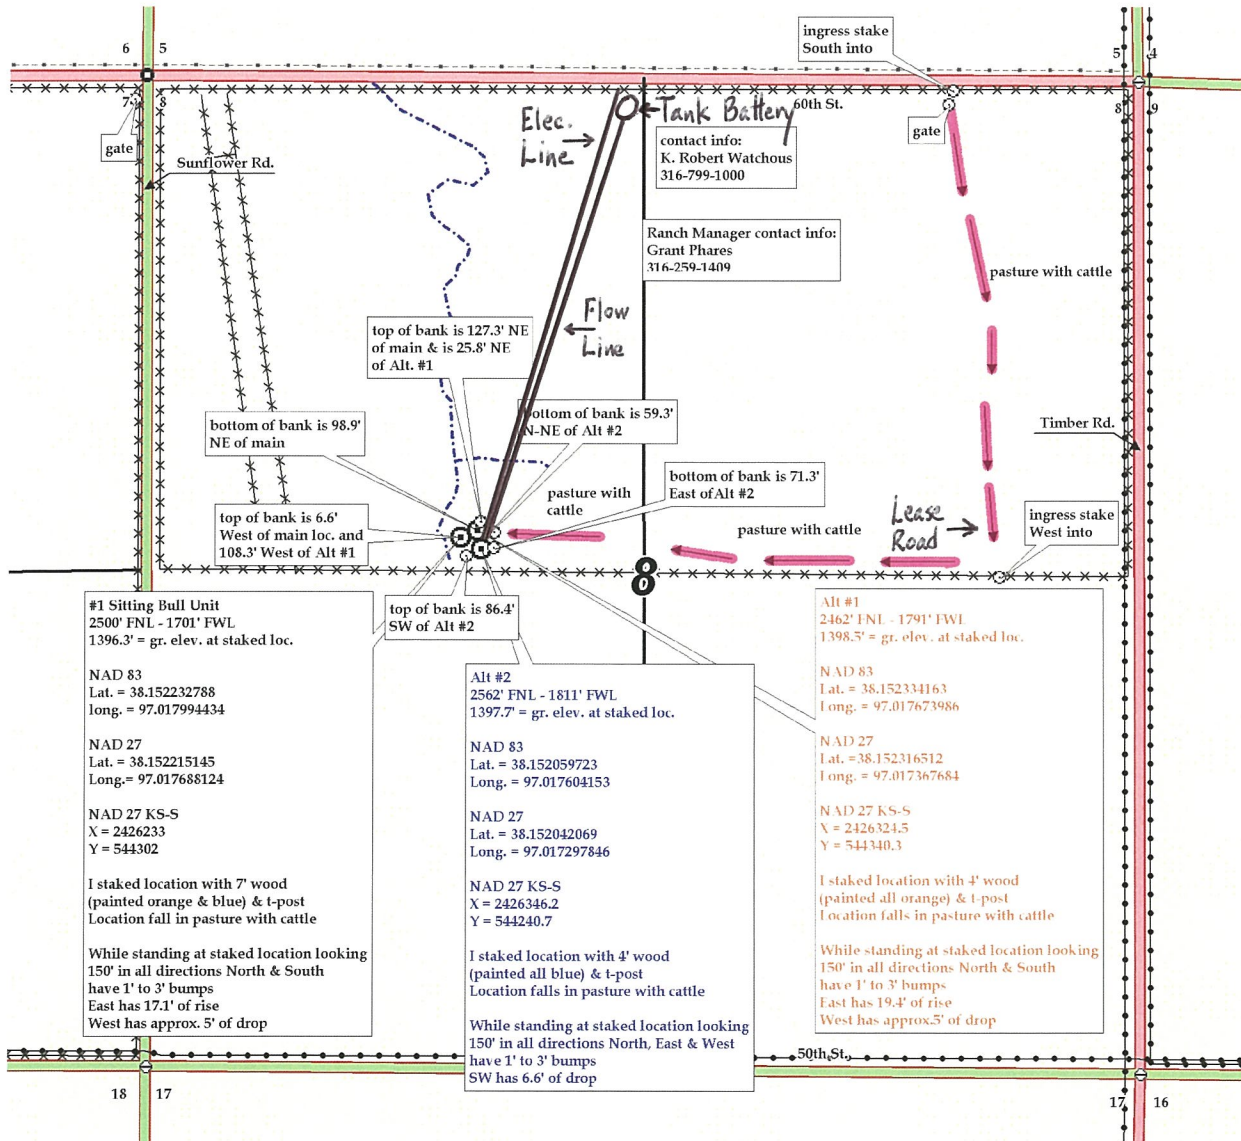 ingress stake
South into
6 5
5 4
7 8
60th St.
8 9
gate
gate
Sunflower Rd.
Elec.
Line
Tank Battery
contact info:
K. Robert Watchous
316-799-1000
Ranch Manager contact info:
Grant Phares
316-259-1409
pasture with cattle
Flow
Line
top of bank is 127.3' NE
of main & is 25.8' NE
of Alt. #1
bottom of bank is 98.9'
NE of main
bottom of bank is 59.3'
N-NE of Alt #2
Timber Rd.
bottom of bank is 71.3'
East of Alt #2
pasture with
cattle
top of bank is 6.6'
West of main loc. and
108.3' West of Alt #1
pasture with cattle
Lease
Road
ingress stake
West into
8
8
top of bank is 86.4'
SW of Alt #2
#1 Sitting Bull Unit
2500' FNL - 1701' FWL
1396.3' = gr. elev. at staked loc.
NAD 83
Lat. = 38.152232788
long. = 97.017994434
NAD 27
Lat. = 38.152215145
Long.= 97.017688124
NAD 27 KS-S
X = 2426233
Y = 544302
I staked location with 7' wood
(painted orange & blue) & t-post
Location fall in pasture with cattle
While standing at staked location looking
150' in all directions North & South
have 1' to 3' bumps
East has 17.1' of rise
West has approx. 5' of drop
Alt #2
2562' FNL - 1811' FWL
1397.7' = gr. elev. at staked loc.
NAD 83
Lat. = 38.152059723
Long. = 97.017604153
NAD 27
Lat. = 38.152042069
Long. = 97.017297846
NAD 27 KS-S
X = 2426346.2
Y = 544240.7
I staked location with 4' wood
(painted all blue) & t-post
Location falls in pasture with cattle
While standing at staked location looking
150' in all directions North, East & West
have 1' to 3' bumps
SW has 6.6' of drop
Alt #1
2462' FNL - 1791' FWL
1398.5' = gr. elev. at staked loc.
NAD 83
Lat. = 38.152334163
Long. = 97.017673986
NAD 27
Lat. =38.152316512
Long. = 97.017367684
NAD 27 KS-S
X = 2426324.5
Y = 544340.3
I staked location with 4' wood
(painted all orange) & t-post
Location falls in pasture with cattle
While standing at staked location looking
150' in all directions North & South
have 1' to 3' bumps
East has 19.4' of rise
West has approx.5' of drop
50th St.
18 17
17 16